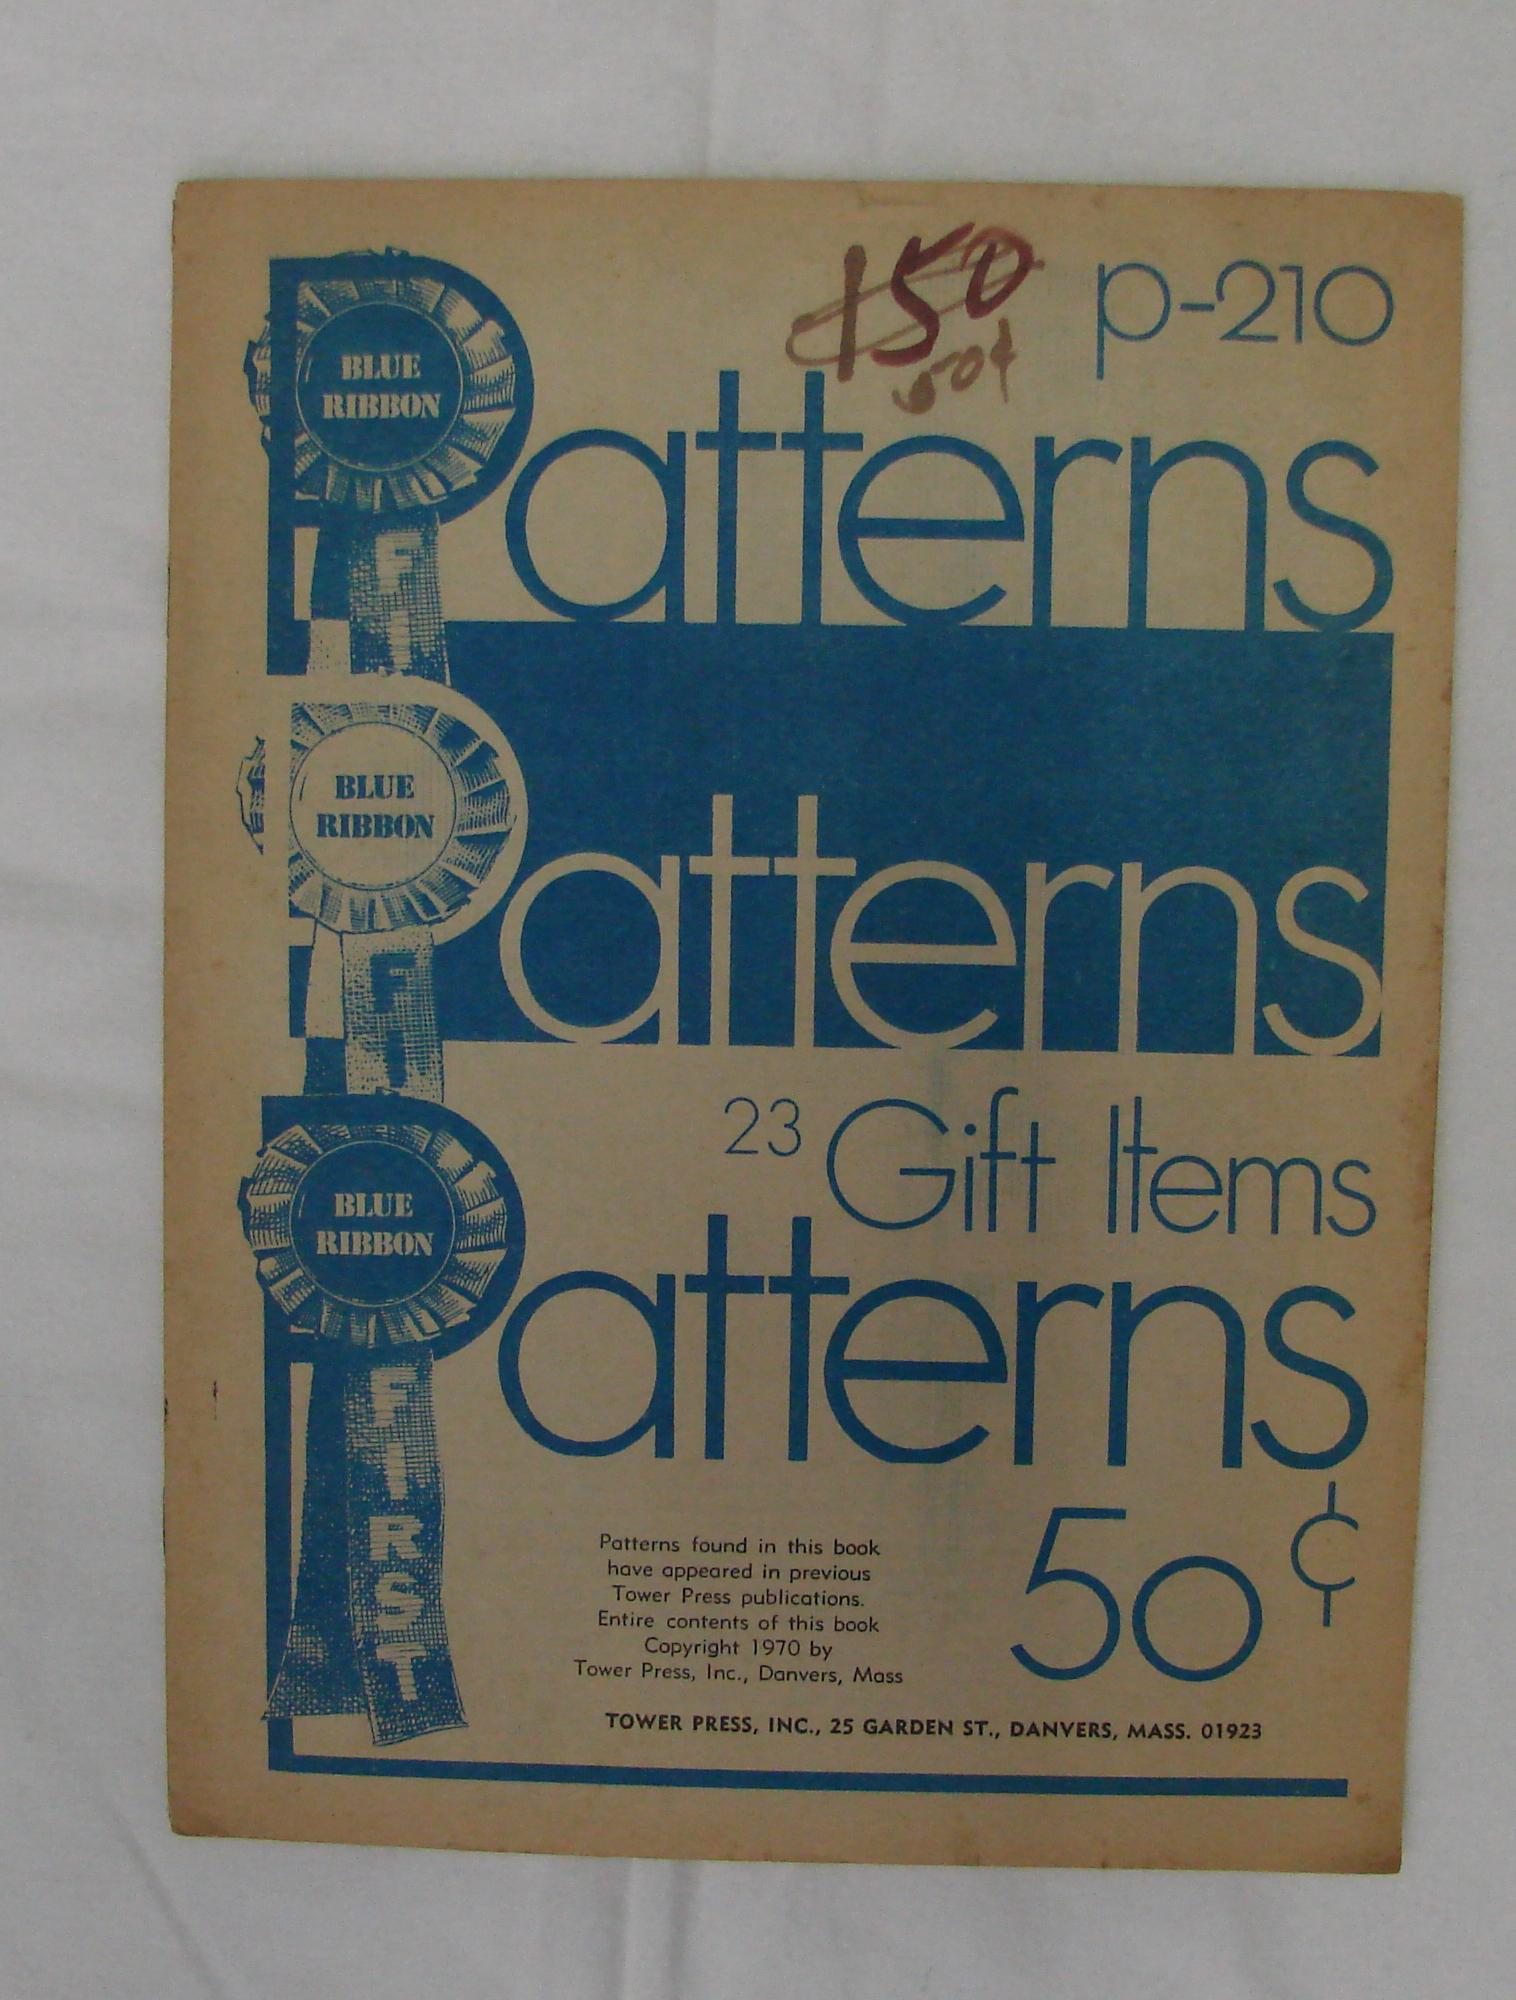 150
p-210
50¢
BLUE
RIBBON
Patterns
FI
BLUE
RIBBON
Patterns
FI
23 Gift Items
BLUE
RIBBON
Patterns
FIRST
50¢
Patterns found in this book
have appeared in previous
Tower Press publications.
Entire contents of this book
Copyright 1970 by
Tower Press, Inc., Danvers, Mass
TOWER PRESS, INC., 25 GARDEN ST., DANVERS, MASS. 01923